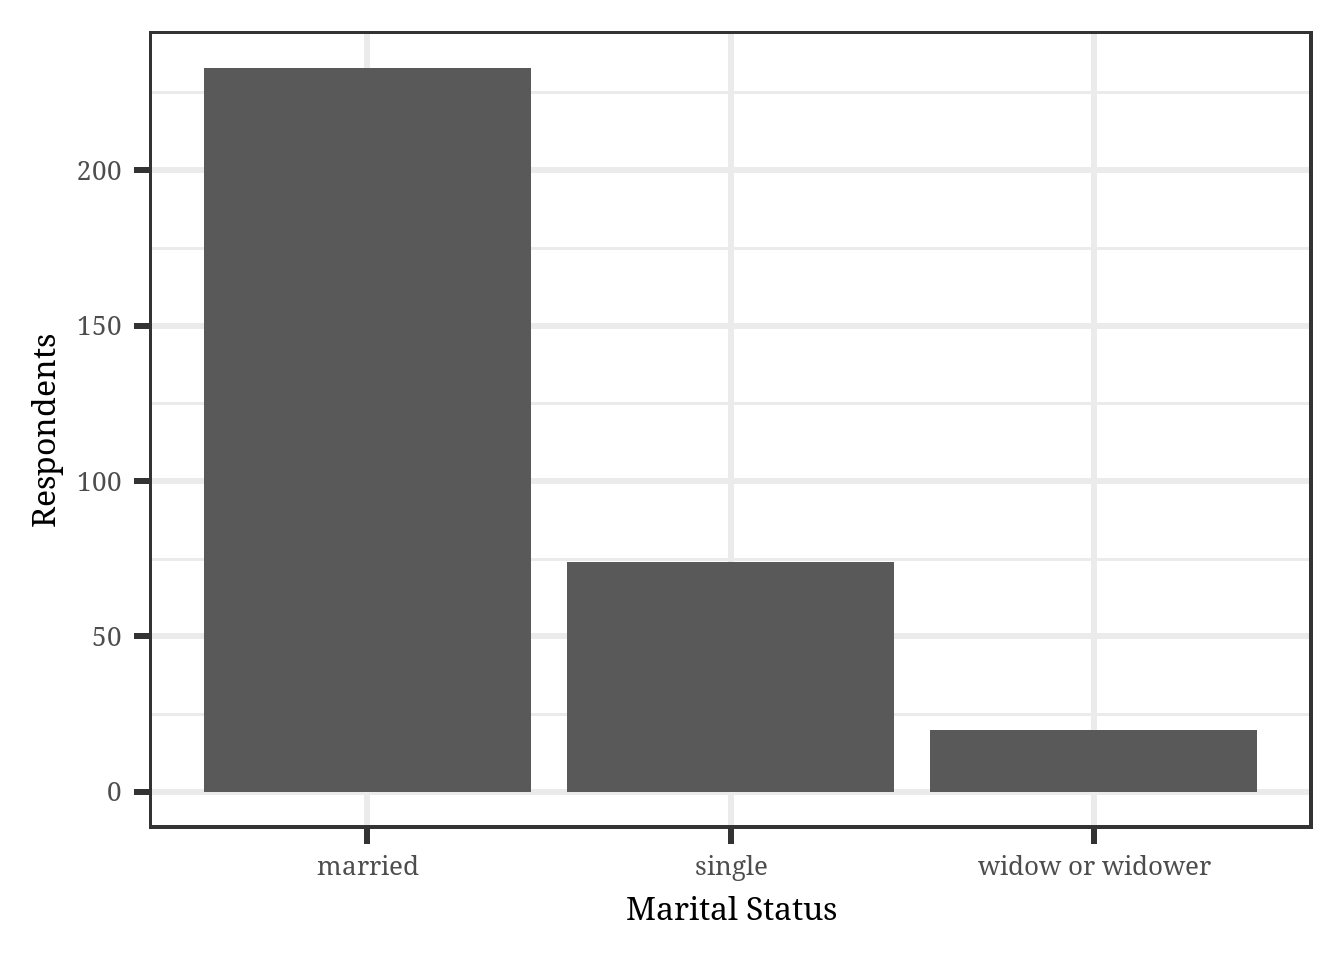 Respondents
200
150
100
50
0
married
single
widow or widower
Marital Status